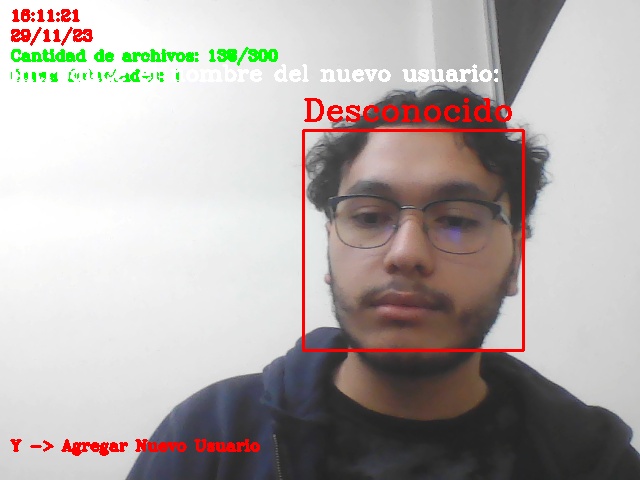 16:11:21
29/11/23
Cantidad de archivos: 138/300
nombre del nuevo usuario:
Desconocido
Y -> Agregar Nuevo Usuario